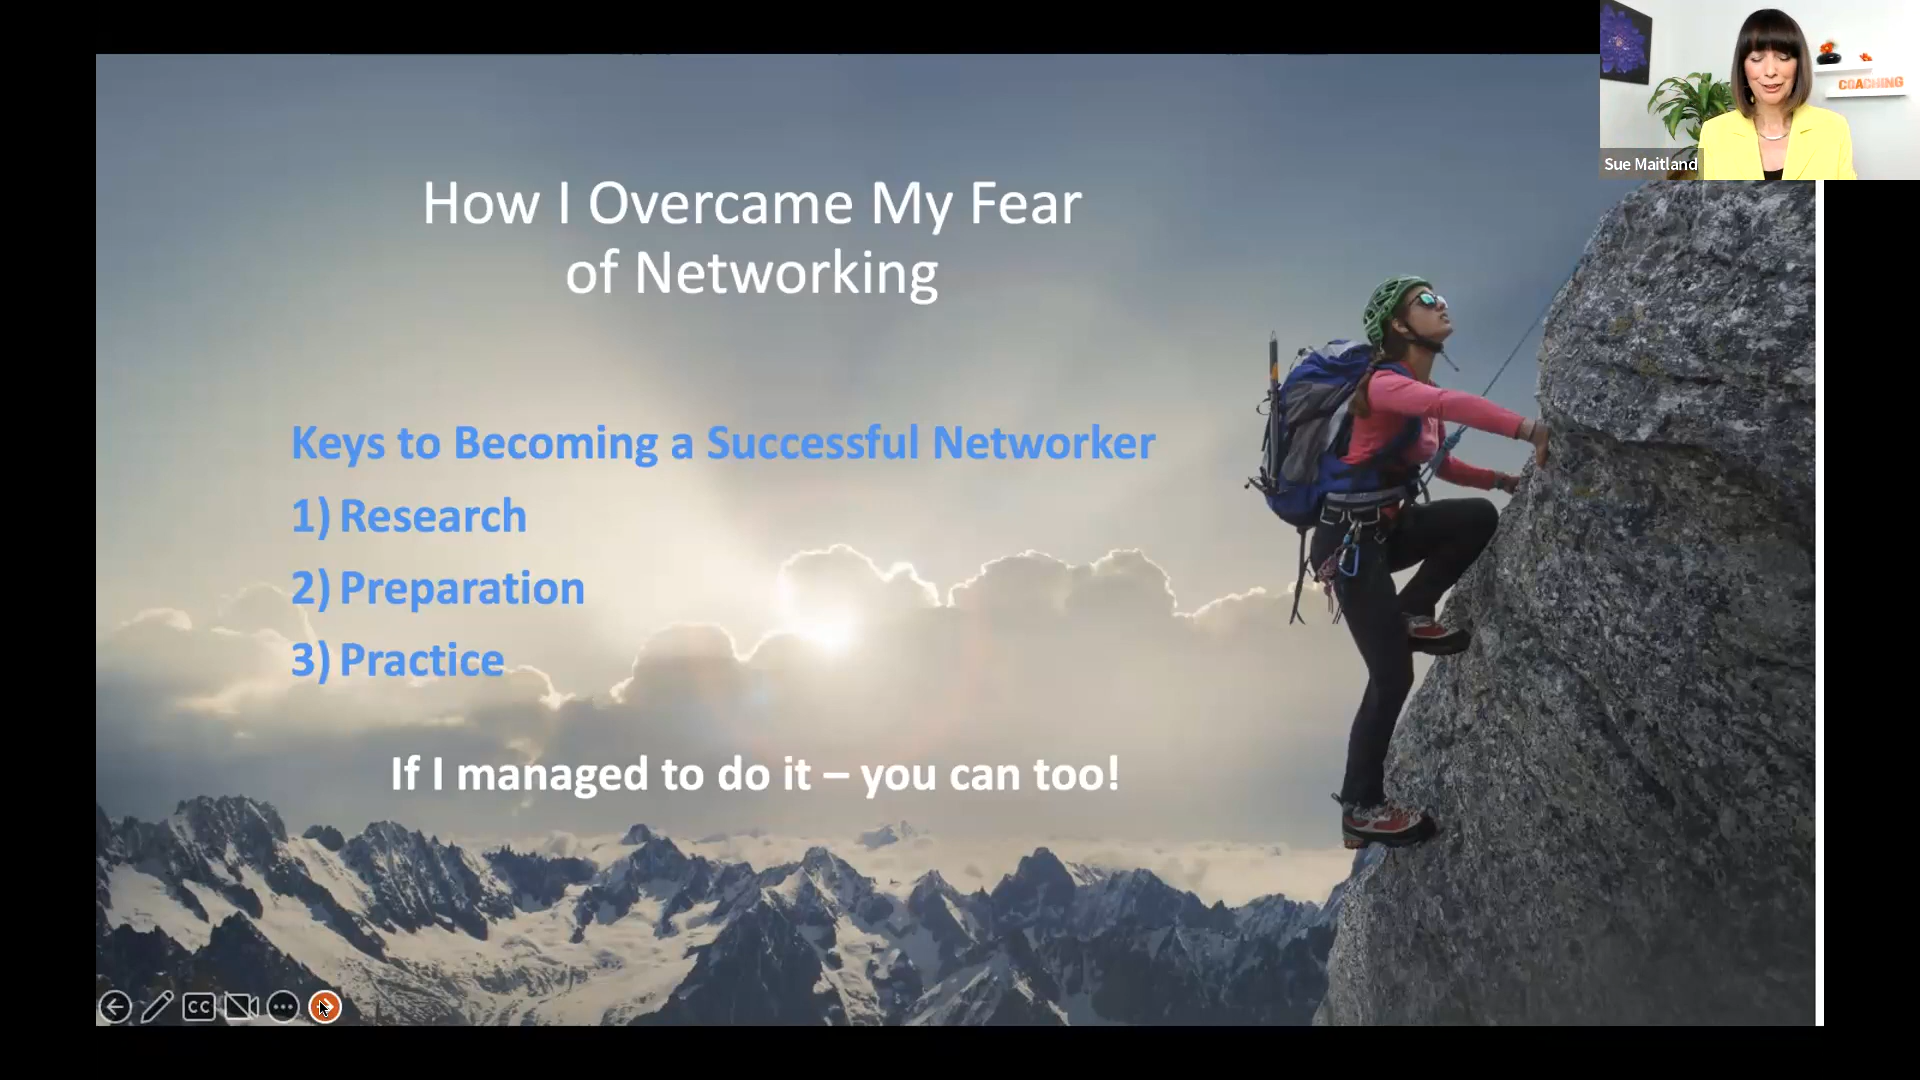 COACHING
Sue Maitland
How I Overcame My Fear
of Networking
Keys to Becoming a Successful Networker
1) Research
2) Preparation
3) Practice
If I managed to do it – you can too!
CC